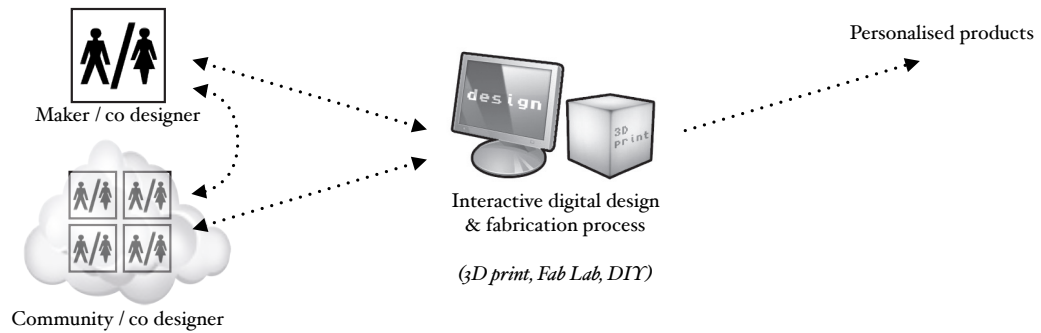 Personalised products
Maker / co designer
design
3D
print
Interactive digital design
& fabrication process
(3D print, Fab Lab, DIY)
Community / co designer